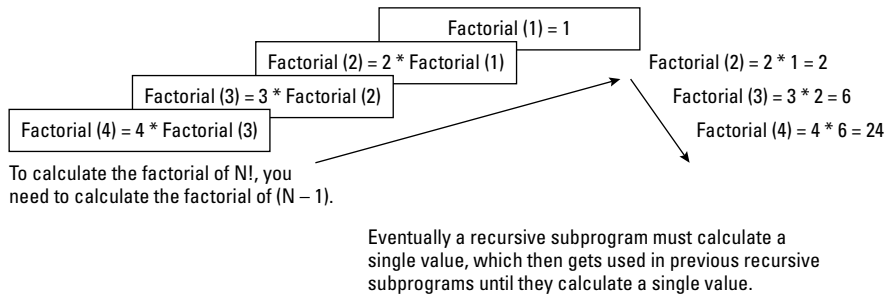 Factorial (1) = 1
Factorial (2) = 2 * Factorial (1)
Factorial (3) = 3 * Factorial (2)
Factorial (4) = 4 * Factorial (3)
Factorial (2) = 2 * 1 = 2
Factorial (3) = 3 * 2 = 6
Factorial (4) = 4 * 6 = 24
To calculate the factorial of N!, you
need to calculate the factorial of (N – 1).
Eventually a recursive subprogram must calculate a
single value, which then gets used in previous recursive
subprograms until they calculate a single value.